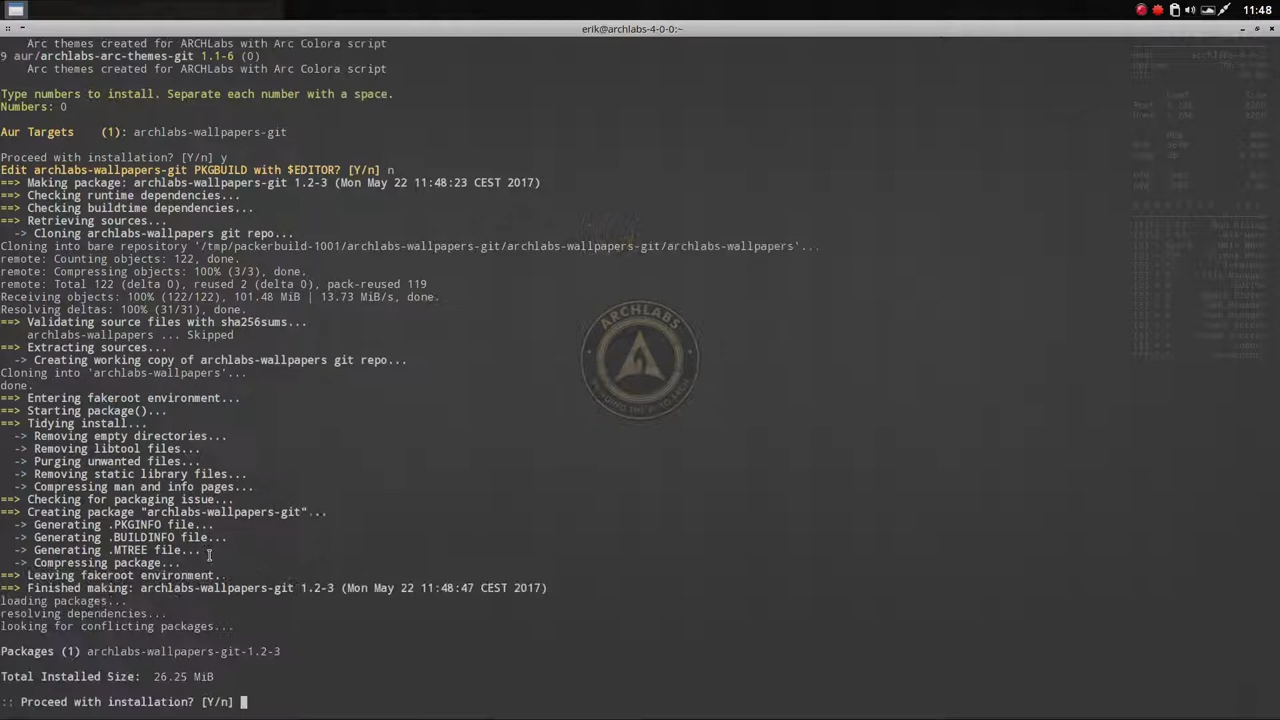 11:48
erik@archlabs-4-0-0:~
Arc themes created for ARCHLabs with Arc Colora script
9 aur/archlabs-arc-themes-git 1.1-6 (0)
Arc themes created for ARCHLabs with Arc Colora script
Type numbers to install. Separate each number with a space.
Numbers: 0
Aur Targets    (1): archlabs-wallpapers-git
Proceed with installation? [Y/n] y
Edit archlabs-wallpapers-git PKGBUILD with $EDITOR? [Y/n] n
==> Making package: archlabs-wallpapers-git 1.2-3 (Mon May 22 11:48:23 CEST 2017)
==> Checking runtime dependencies...
==> Checking buildtime dependencies...
==> Retrieving sources...
-> Cloning archlabs-wallpapers git repo...
Cloning into bare repository '/tmp/packerbuild-1001/archlabs-wallpapers-git/archlabs-wallpapers-git/archlabs-wallpapers'...
remote: Counting objects: 122, done.
remote: Compressing objects: 100% (3/3), done.
remote: Total 122 (delta 0), reused 2 (delta 0), pack-reused 119
Receiving objects: 100% (122/122), 101.48 MiB | 13.73 MiB/s, done.
Resolving deltas: 100% (31/31), done.
==> Validating source files with sha256sums...
archlabs-wallpapers ... Skipped
==> Extracting sources...
-> Creating working copy of archlabs-wallpapers git repo...
Cloning into 'archlabs-wallpapers'...
done.
==> Entering fakeroot environment...
==> Starting package()...
==> Tidying install...
-> Removing empty directories...
-> Removing libtool files...
-> Purging unwanted files...
-> Removing static library files...
-> Compressing man and info pages...
==> Checking for packaging issue...
==> Creating package "archlabs-wallpapers-git"...
-> Generating .PKGINFO file...
-> Generating .BUILDINFO file...
-> Generating .MTREE file...
-> Compressing package...
==> Leaving fakeroot environment.
==> Finished making: archlabs-wallpapers-git 1.2-3 (Mon May 22 11:48:47 CEST 2017)
loading packages...
resolving dependencies...
looking for conflicting packages...
Packages (1) archlabs-wallpapers-git-1.2-3
Total Installed Size:  26.25 MiB
:: Proceed with installation? [Y/n]
ARCHLABS